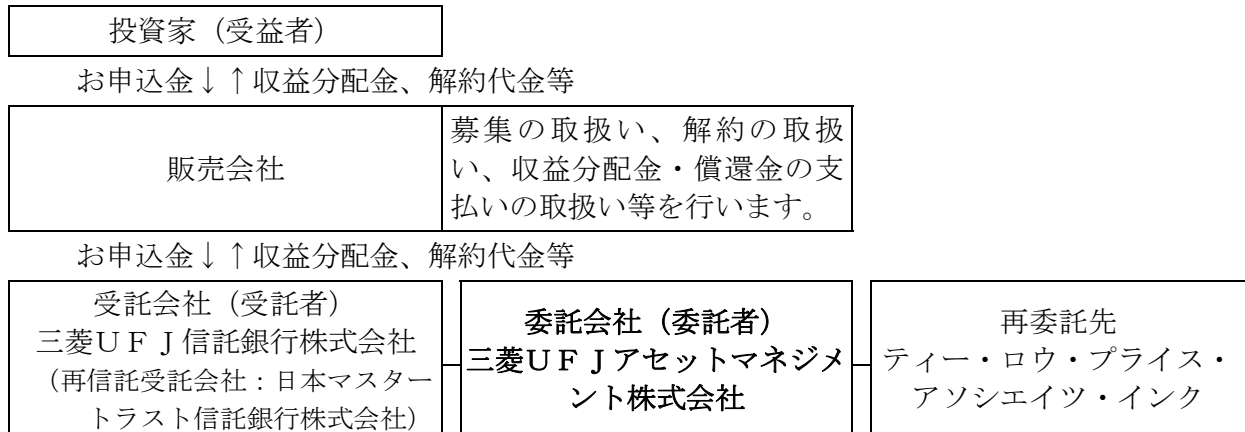 投資家(受益者)
お申込金↓↑収益分配金、解約代金等
販売会社
募集の取扱い、解約の取扱
い、収益分配金・償還金の支
払いの取扱い等を行います。
お申込金↓↑収益分配金、解約代金等
受託会社(受託者)
三菱UFJ信託銀行株式会社
(再信託受託会社:日本マスター
トラスト信託銀行株式会社)
委託会社(委託者)
三菱UFJアセットマネジメ
ント株式会社
再委託先
ティー・ロウ・プライス・
アソシエイツ・インク